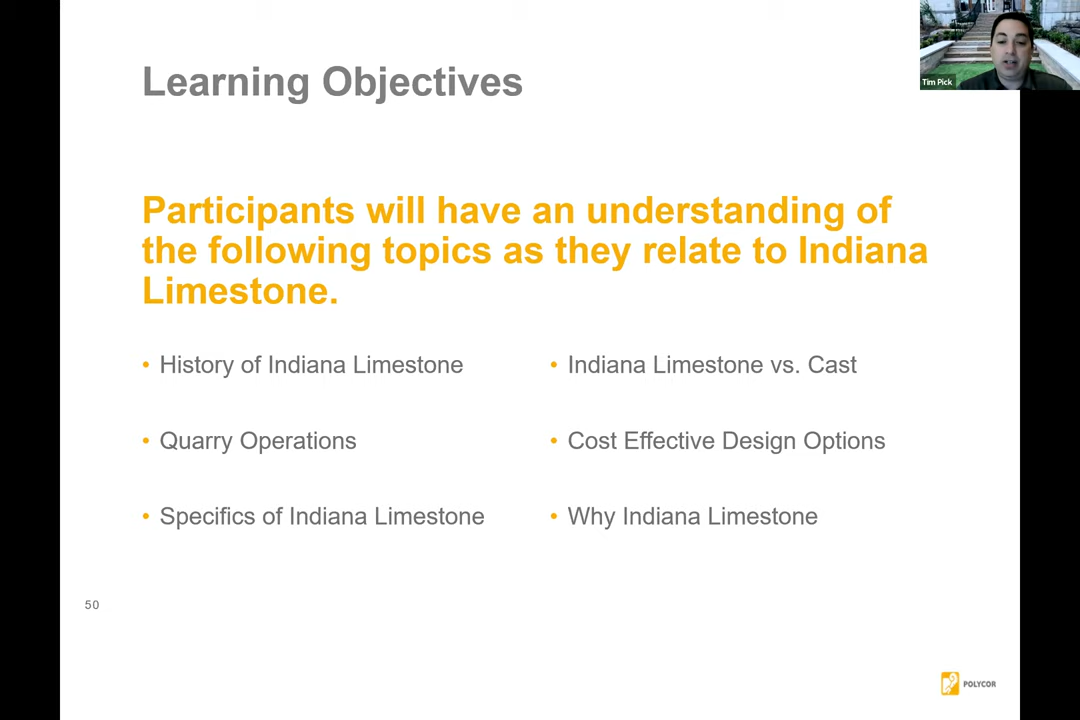 Learning Objectives
Tim Pick
Participants will have an understanding of
the following topics as they relate to Indiana
Limestone.
• History of Indiana Limestone
• Quarry Operations
• Specifics of Indiana Limestone
• Indiana Limestone vs. Cast
• Cost Effective Design Options
• Why Indiana Limestone
50
POLYCOR